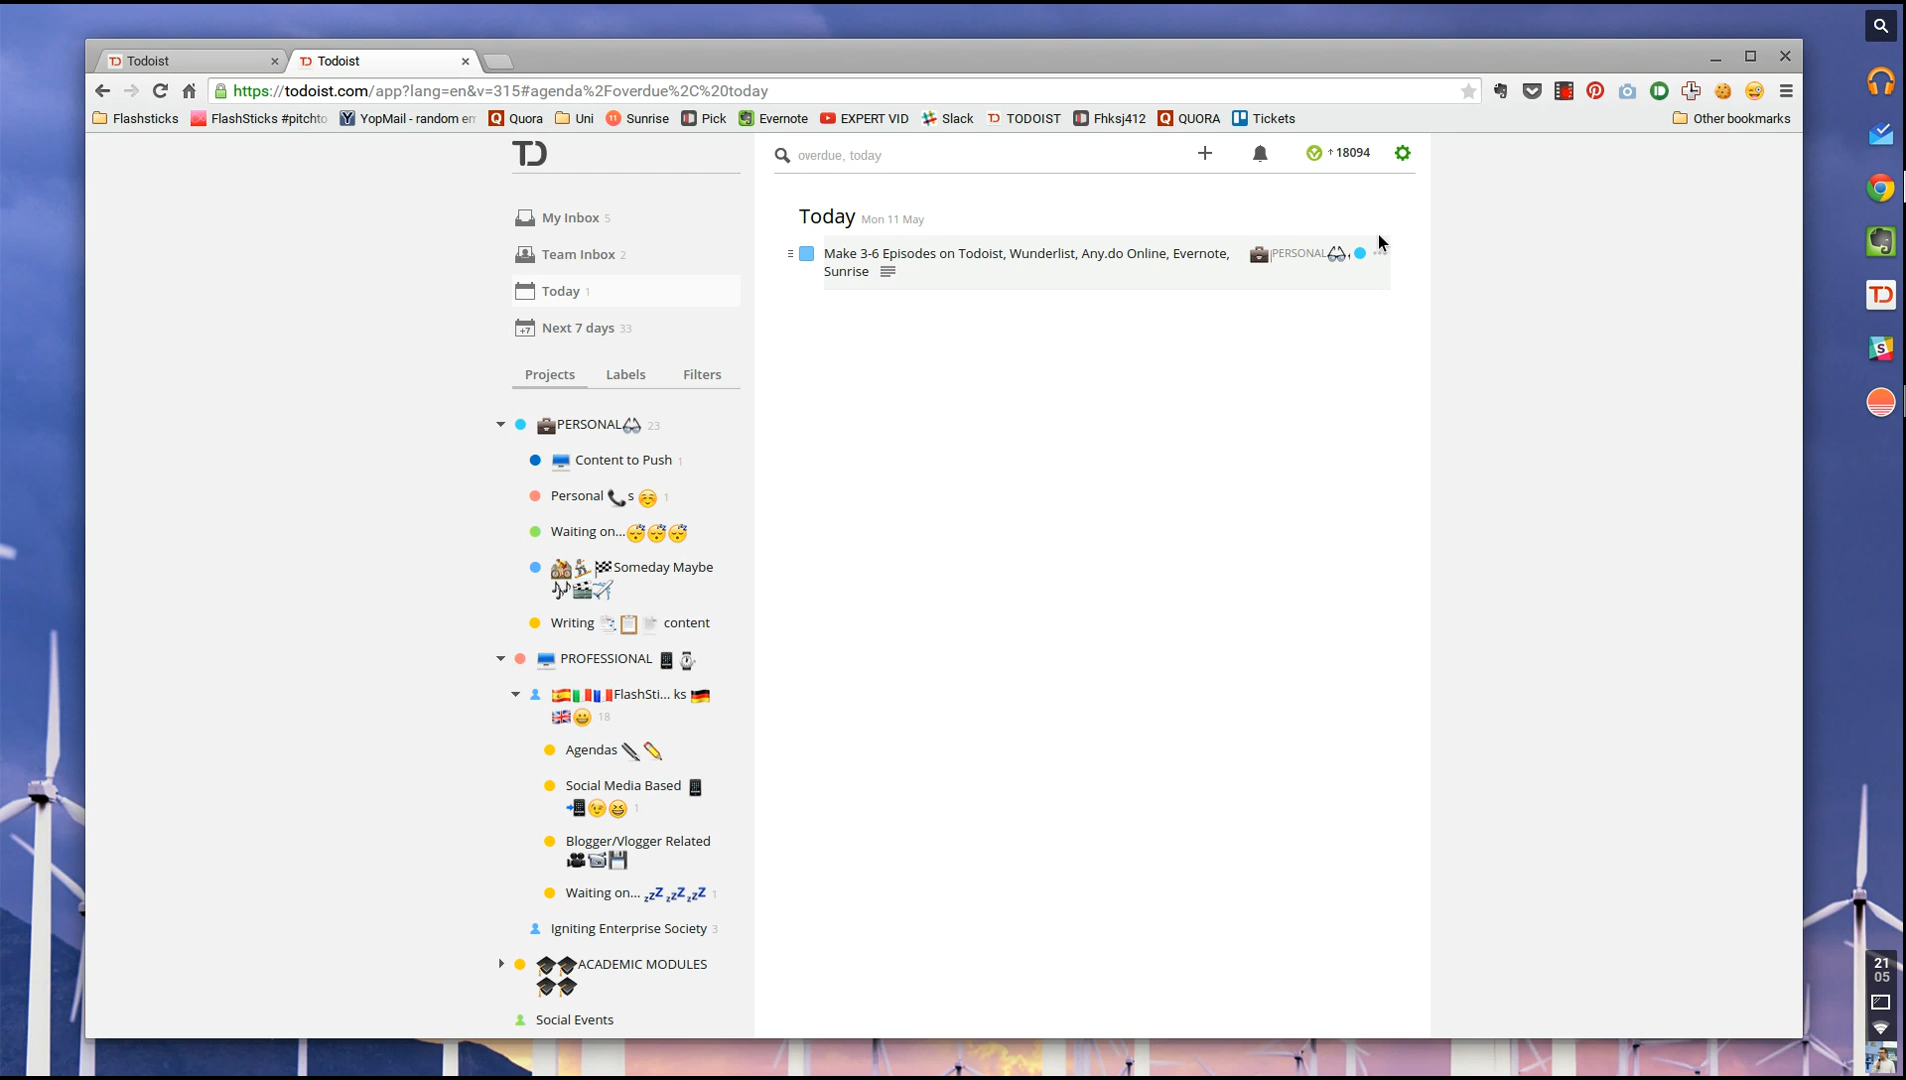 Todoist
Todoist
https://todoist.com/app?lang=en&v=315#agenda%2Foverdue%2C%20today
Flashsticks FlashSticks #pitchto YopMail - random em Quora Uni Sunrise Pick Evernote EXPERT VID Slack TODOIST Fhksj412 QUORA Tickets Other bookmarks
overdue, today
18094
My Inbox 5
Team Inbox 2
Today 1
Next 7 days 33
Projects Labels Filters
PERSONAL 23
Content to Push 1
Personal s 1
Waiting on...
Someday Maybe
Writing content
PROFESSIONAL
FlashSti... ks
18
Agendas
Social Media Based
1
Blogger/Vlogger Related
Waiting on... zzZ zzZ zzZ 1
Igniting Enterprise Society 3
ACADEMIC MODULES
Social Events
Today Mon 11 May
Make 3-6 Episodes on Todoist, Wunderlist, Any.do Online, Evernote,
Sunrise
PERSONAL
21
05